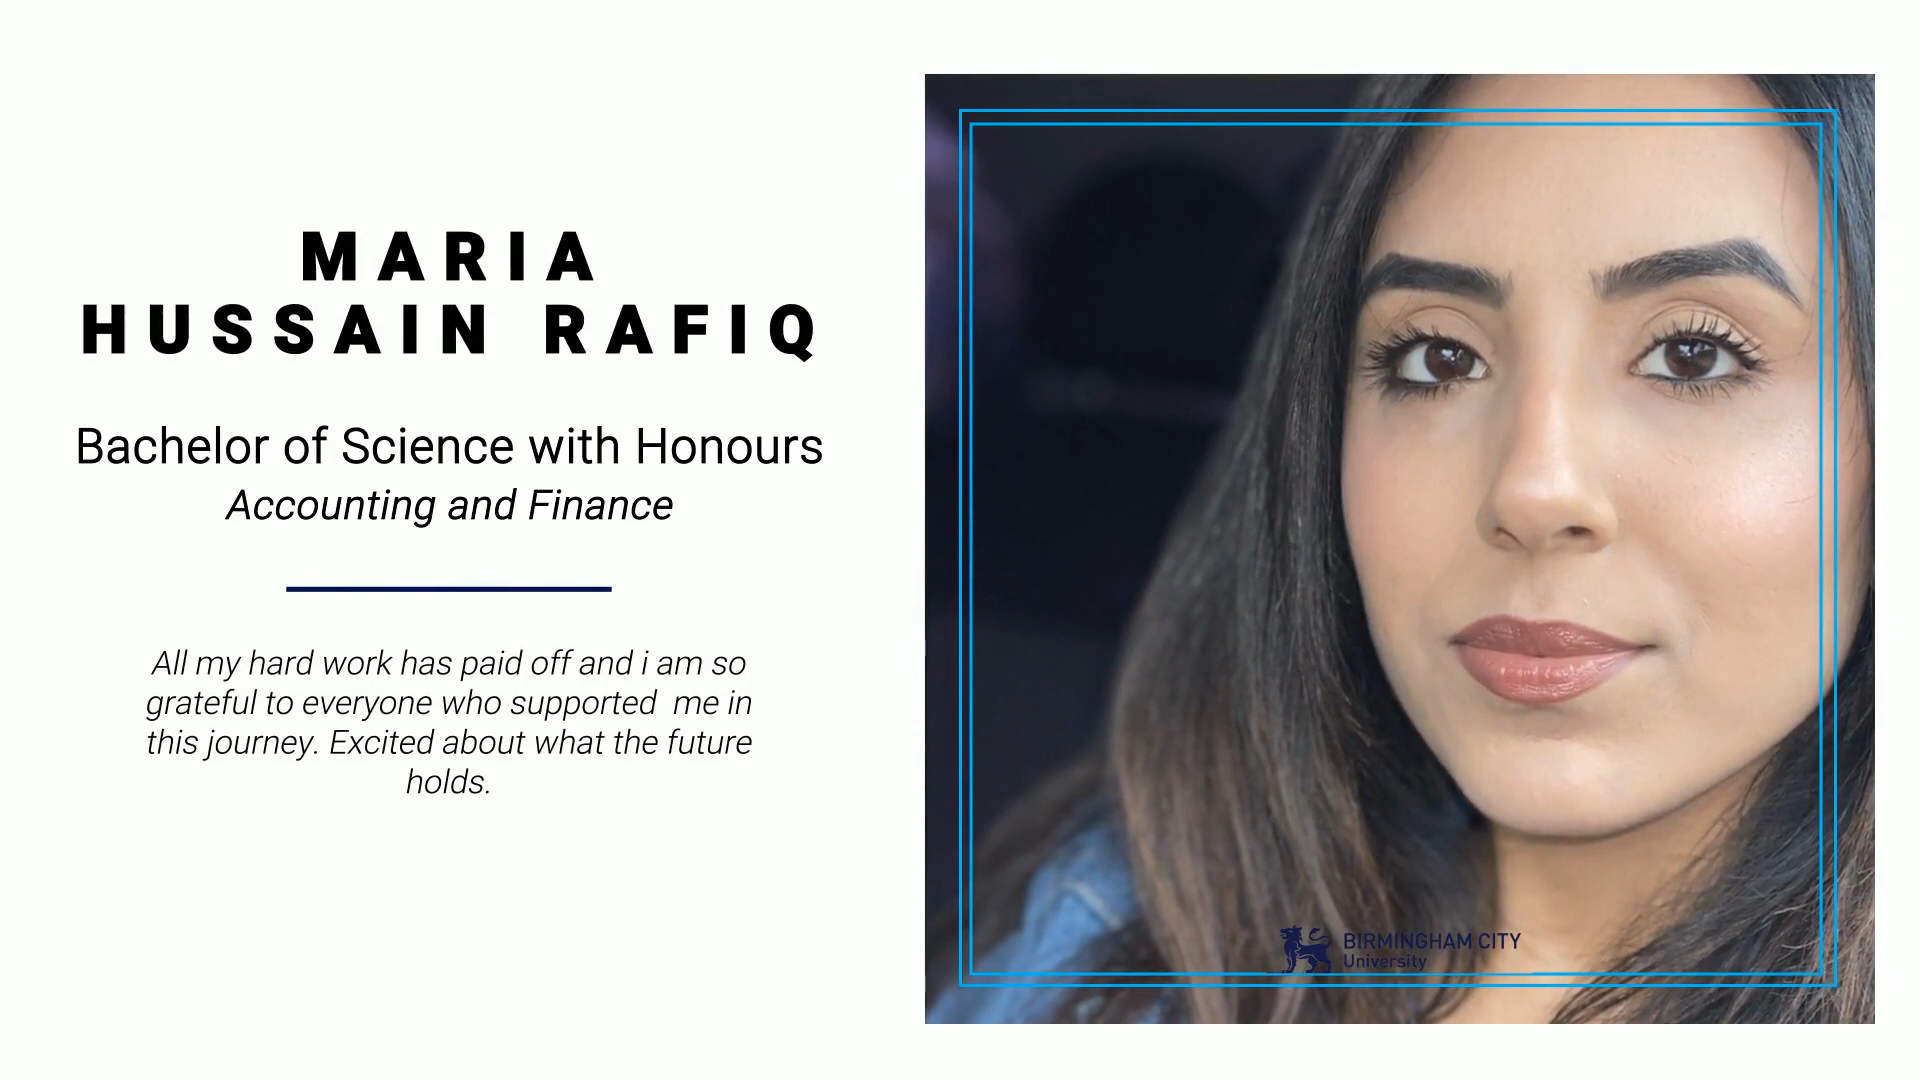 MARIA
HUSSAIN RAFIQ
Bachelor of Science with Honours
Accounting and Finance
All my hard work has paid off and i am so
grateful to everyone who supported  me in
this journey. Excited about what the future
holds.
BIRMINGHAM CITY
University